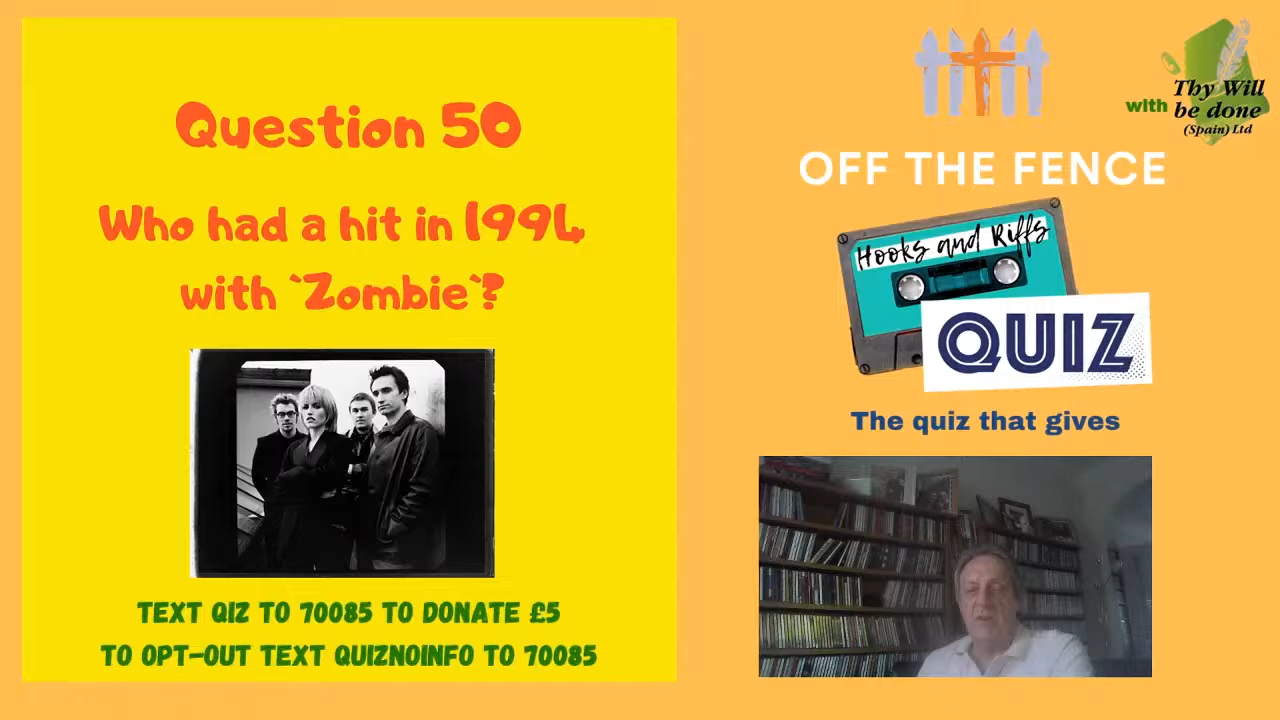 Question 50
Who had a hit in 1994
with `Zombie`?
TEXT QIZ TO 70085 TO DONATE £5
TO OPT-OUT TEXT QUIZNOINFO TO 70085
with Thy Will
be done
(Spain) Ltd
OFF THE FENCE
Hooks and Riffs
QUIZ
The quiz that gives